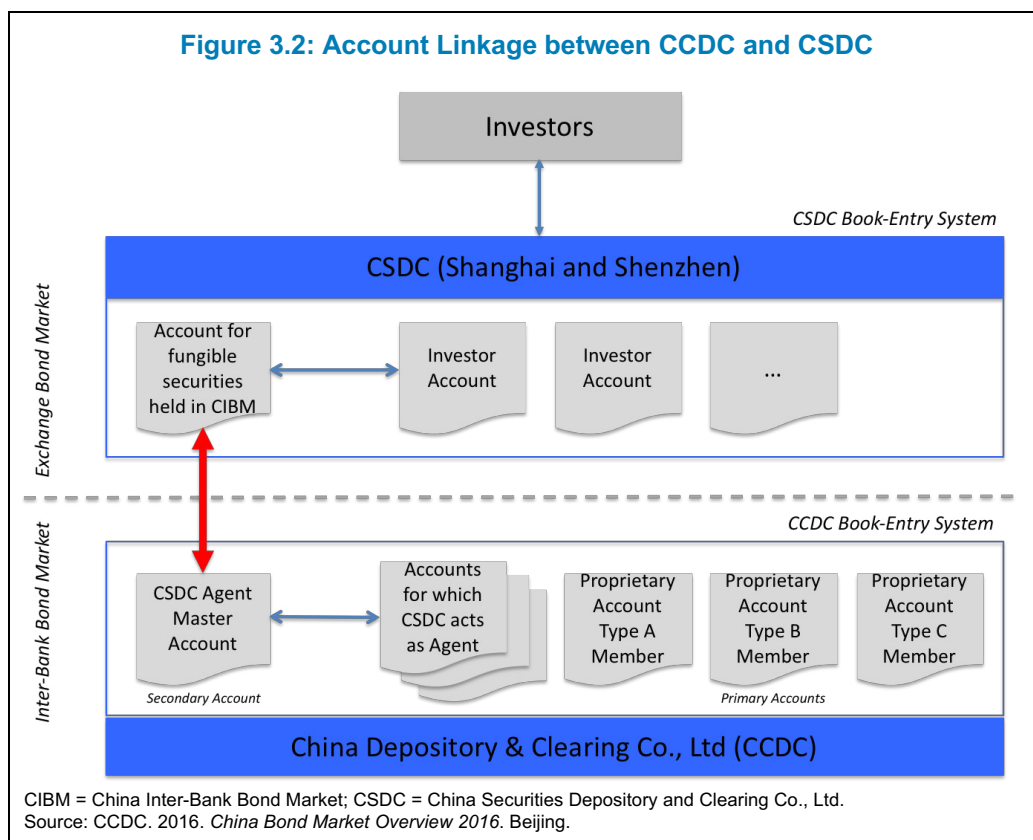 Figure 3.2: Account Linkage between CCDC and CSDC
Investors
CSDC Book-Entry System
CSDC (Shanghai and Shenzhen)
Exchange Bond Market
Account for
fungible
securities
held in CIBM
Investor
Account
Investor
Account
...
Inter-Bank Bond Market
CCDC Book-Entry System
CSDC Agent
Master
Account
Secondary Account
Accounts
for which
CSDC acts
as Agent
Proprietary
Account
Type A
Member
Proprietary
Account
Type B
Member
Proprietary
Account
Type C
Member
Primary Accounts
China Depository & Clearing Co., Ltd (CCDC)
CIBM = China Inter-Bank Bond Market; CSDC = China Securities Depository and Clearing Co., Ltd.
Source: CCDC. 2016. China Bond Market Overview 2016. Beijing.